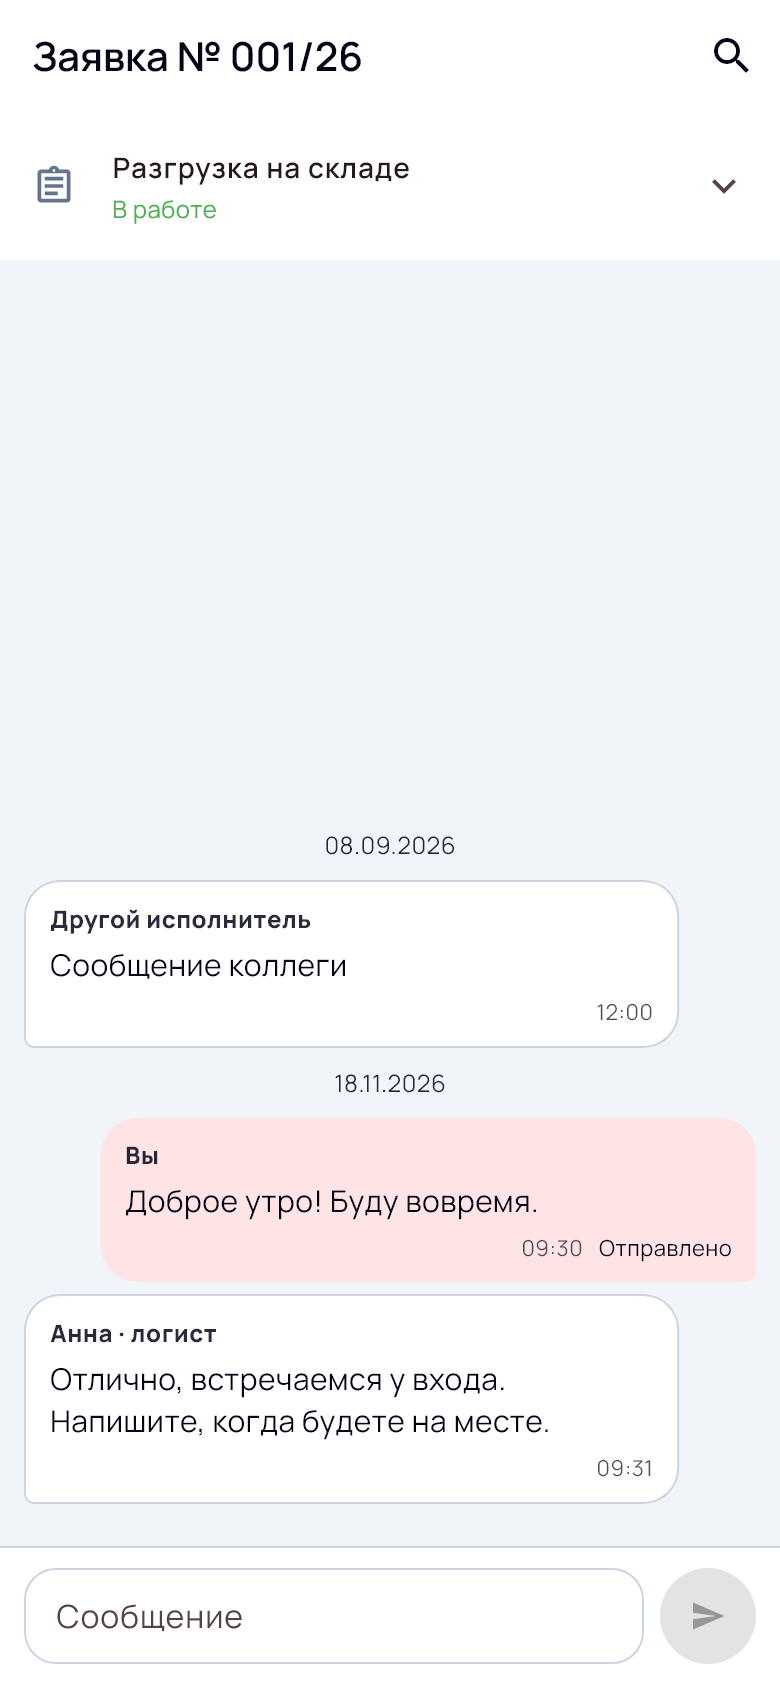 Заявка № 001/26
Разгрузка на складе
В работе
08.09.2026
Другой исполнитель
Сообщение коллеги
12:00
18.11.2026
Вы
Доброе утро! Буду вовремя.
09:30 Отправлено
Анна · логист
Отлично, встречаемся у входа.
Напишите, когда будете на месте.
09:31
Сообщение